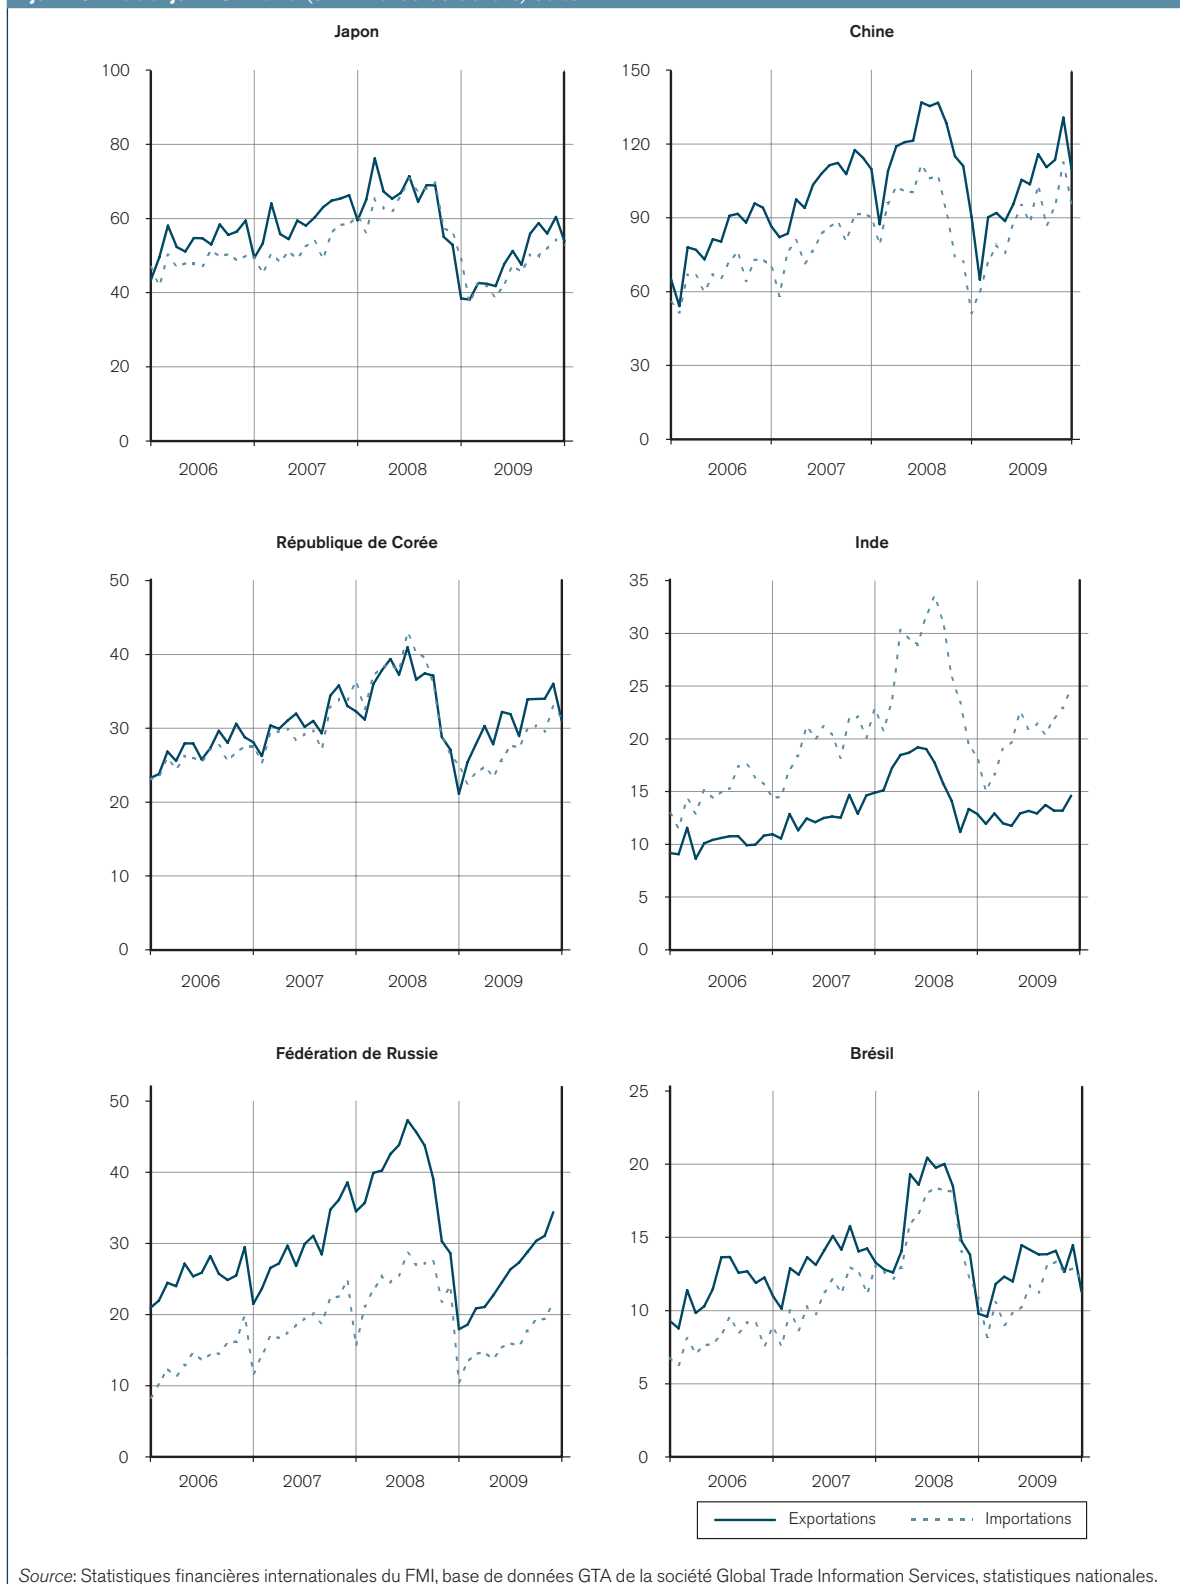 Japon
Chine
100
80
60
40
20
0
2006 2007 2008 2009
150
120
90
60
30
0
2006 2007 2008 2009
République de Corée
Inde
50
40
30
20
10
0
2006 2007 2008 2009
35
30
25
20
15
10
5
0
2006 2007 2008 2009
Fédération de Russie
Brésil
50
40
30
20
10
0
2006 2007 2008 2009
25
20
15
10
5
0
2006 2007 2008 2009
Exportations Importations
Source: Statistiques financières internationales du FMI, base de données GTA de la société Global Trade Information Services, statistiques nationales.